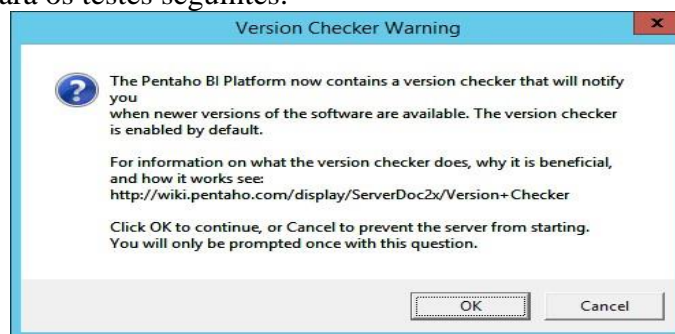 ara os testes seguintes.
Version Checker Warning
x
The Pentaho BI Platform now contains a version checker that will notify
you
when newer versions of the software are available. The version checker
is enabled by default.
For information on what the version checker does, why it is beneficial,
and how it works see:
http://wiki.pentaho.com/display/ServerDoc2x/Version+Checker
Click OK to continue, or Cancel to prevent the server from starting.
You will only be prompted once with this question.
OK
Cancel